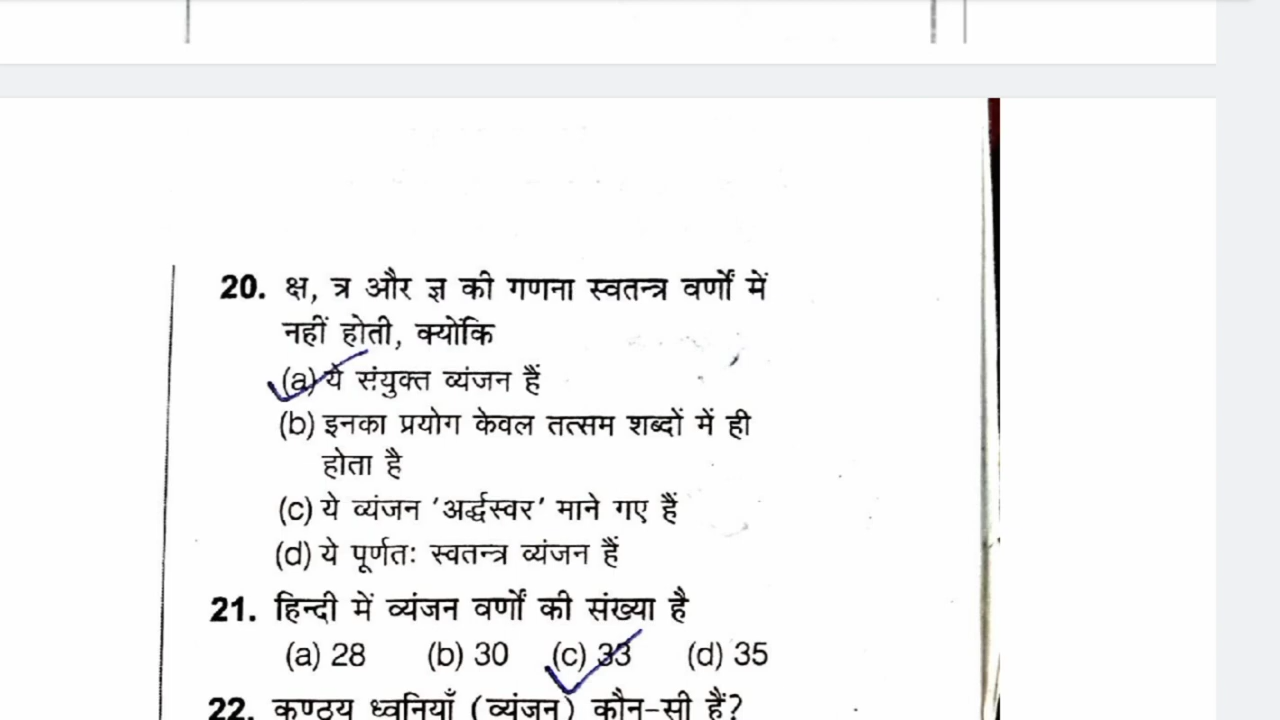 20. क्ष, त्र और ज्ञ की गणना स्वतन्त्र वर्णों में
नहीं होती, क्योंकि
(a) ये संयुक्त व्यंजन हैं
(b) इनका प्रयोग केवल तत्सम शब्दों में ही
होता है
(c) ये व्यंजन 'अर्द्धस्वर' माने गए हैं
(d) ये पूर्णतः स्वतन्त्र व्यंजन हैं
21. हिन्दी में व्यंजन वर्णों की संख्या है
(a) 28 (b) 30 (c) 33 (d) 35
22. कण्ठय ध्वनियाँ (व्यंजन) कौन-सी हैं?